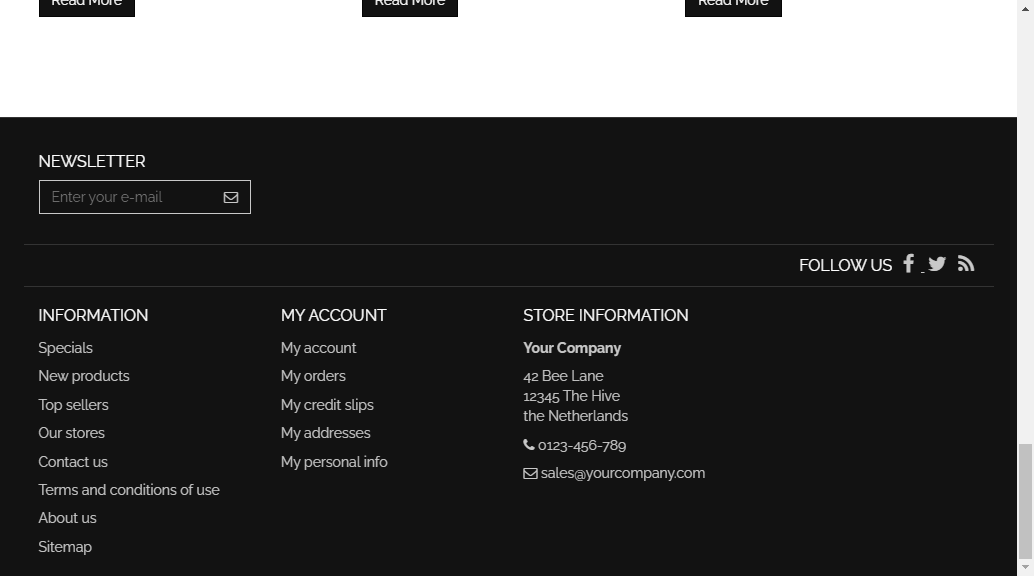 Read More
Read More
Read More
NEWSLETTER
Enter your e-mail
FOLLOW US
INFORMATION
Specials
New products
Top sellers
Our stores
Contact us
Terms and conditions of use
About us
Sitemap
MY ACCOUNT
My account
My orders
My credit slips
My addresses
My personal info
STORE INFORMATION
Your Company
42 Bee Lane
12345 The Hive
the Netherlands
0123-456-789
sales@yourcompany.com